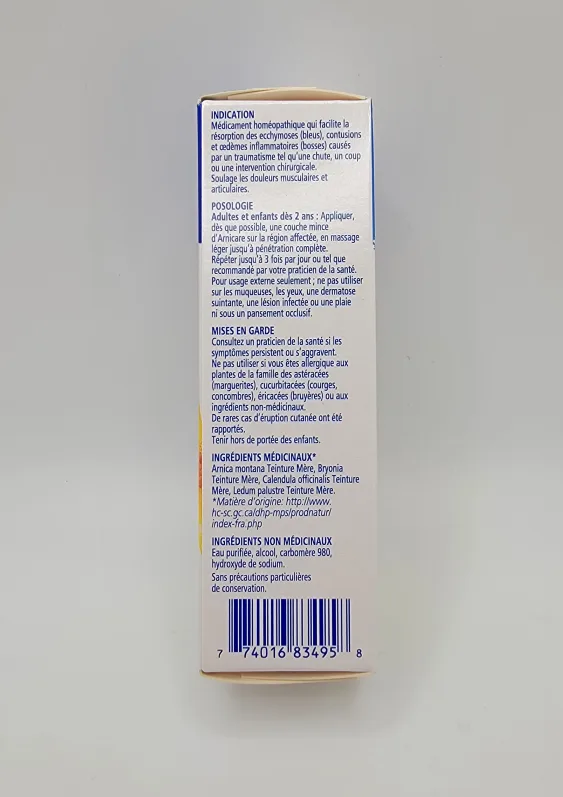 INDICATION
Médicament homéopathique qui facilite la
résorption des ecchymoses (bleus), contusions
et œdèmes inflammatoires (bosses) causés
par un traumatisme tel qu'une chute, un coup
ou une intervention chirurgicale.
Soulage les douleurs musculaires et
articulaires.
POSOLOGIE
Adultes et enfants dès 2 ans : Appliquer,
dès que possible, une couche mince
d'Arnicare sur la région affectée, en massage
léger jusqu'à pénétration complète.
Répéter jusqu'à 3 fois par jour ou tel que
recommandé par votre praticien de la santé.
Pour usage externe seulement ; ne pas utiliser
sur les muqueuses, les yeux, une dermatose
suintante, une lésion infectée ou une plaie
ni sous un pansement occlusif.
MISES EN GARDE
Consultez un praticien de la santé si les
symptômes persistent ou s'aggravent.
Ne pas utiliser si vous êtes allergique aux
plantes de la famille des astéracées
(marguerites), cucurbitacées (courges,
concombres), éricacées (bruyères) ou aux
ingrédients non-médicinaux.
De rares cas d'éruption cutanée ont été
rapportés.
Tenir hors de portée des enfants.
INGRÉDIENTS MÉDICINAUX*
Arnica montana Teinture Mère, Bryonia
Teinture Mère, Calendula officinalis Teinture
Mère, Ledum palustre Teinture Mère.
*Matière d'origine: http://www.
hc-sc.gc.ca/dhp-mps/prodnatur/
index-fra.php
INGRÉDIENTS NON MÉDICINAUX
Eau purifiée, alcool, carbomère 980,
hydroxyde de sodium.
Sans précautions particulières
de conservation.
7 74016 83495 8